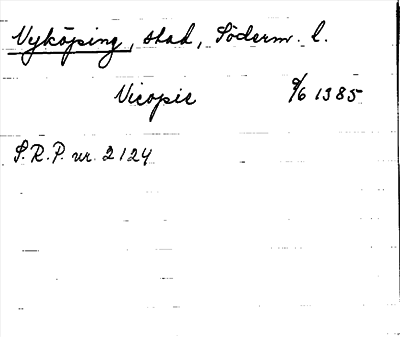 Nyköping, stad, Söderm. l.
Nicopie 9/6 1385
S.R.P. nr. 2124